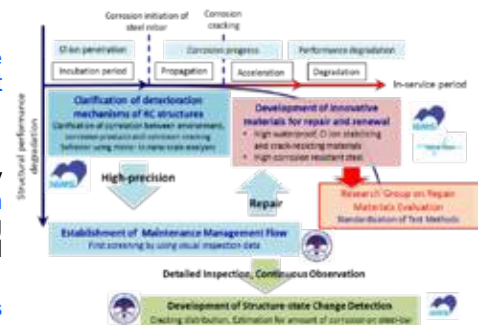 Corrosion initiation of
steel rebar
Corrosion
cracking
Cl ion penetration
Corrosion progress
Performance degradation
Incubation period
Propagation
Acceleration
Degradation
In-service period
Structural performance
degradation
Clarification of deterioration
mechanisms of RC structures
Clarification of correlation between environment,
corrosion products and corrosion cracking
behavior using micro- to nano-scale analyses
Development of innovative
materials for repair and renewal
• High waterproof, Cl ion stabilizing
and crack-resisting materials
• High corrosion resistant steel
High-precision
Repair
Research Group on Repair
Materials Evaluation
Standardization of Test Methods
Establishment of Maintenance Management Flow
First screening by using visual inspection data
Detailed Inspection, Continuous Observation
Development of Structure-state Change Detection
Cracking distribution, Estimation for amount of corrosion on steel-bar